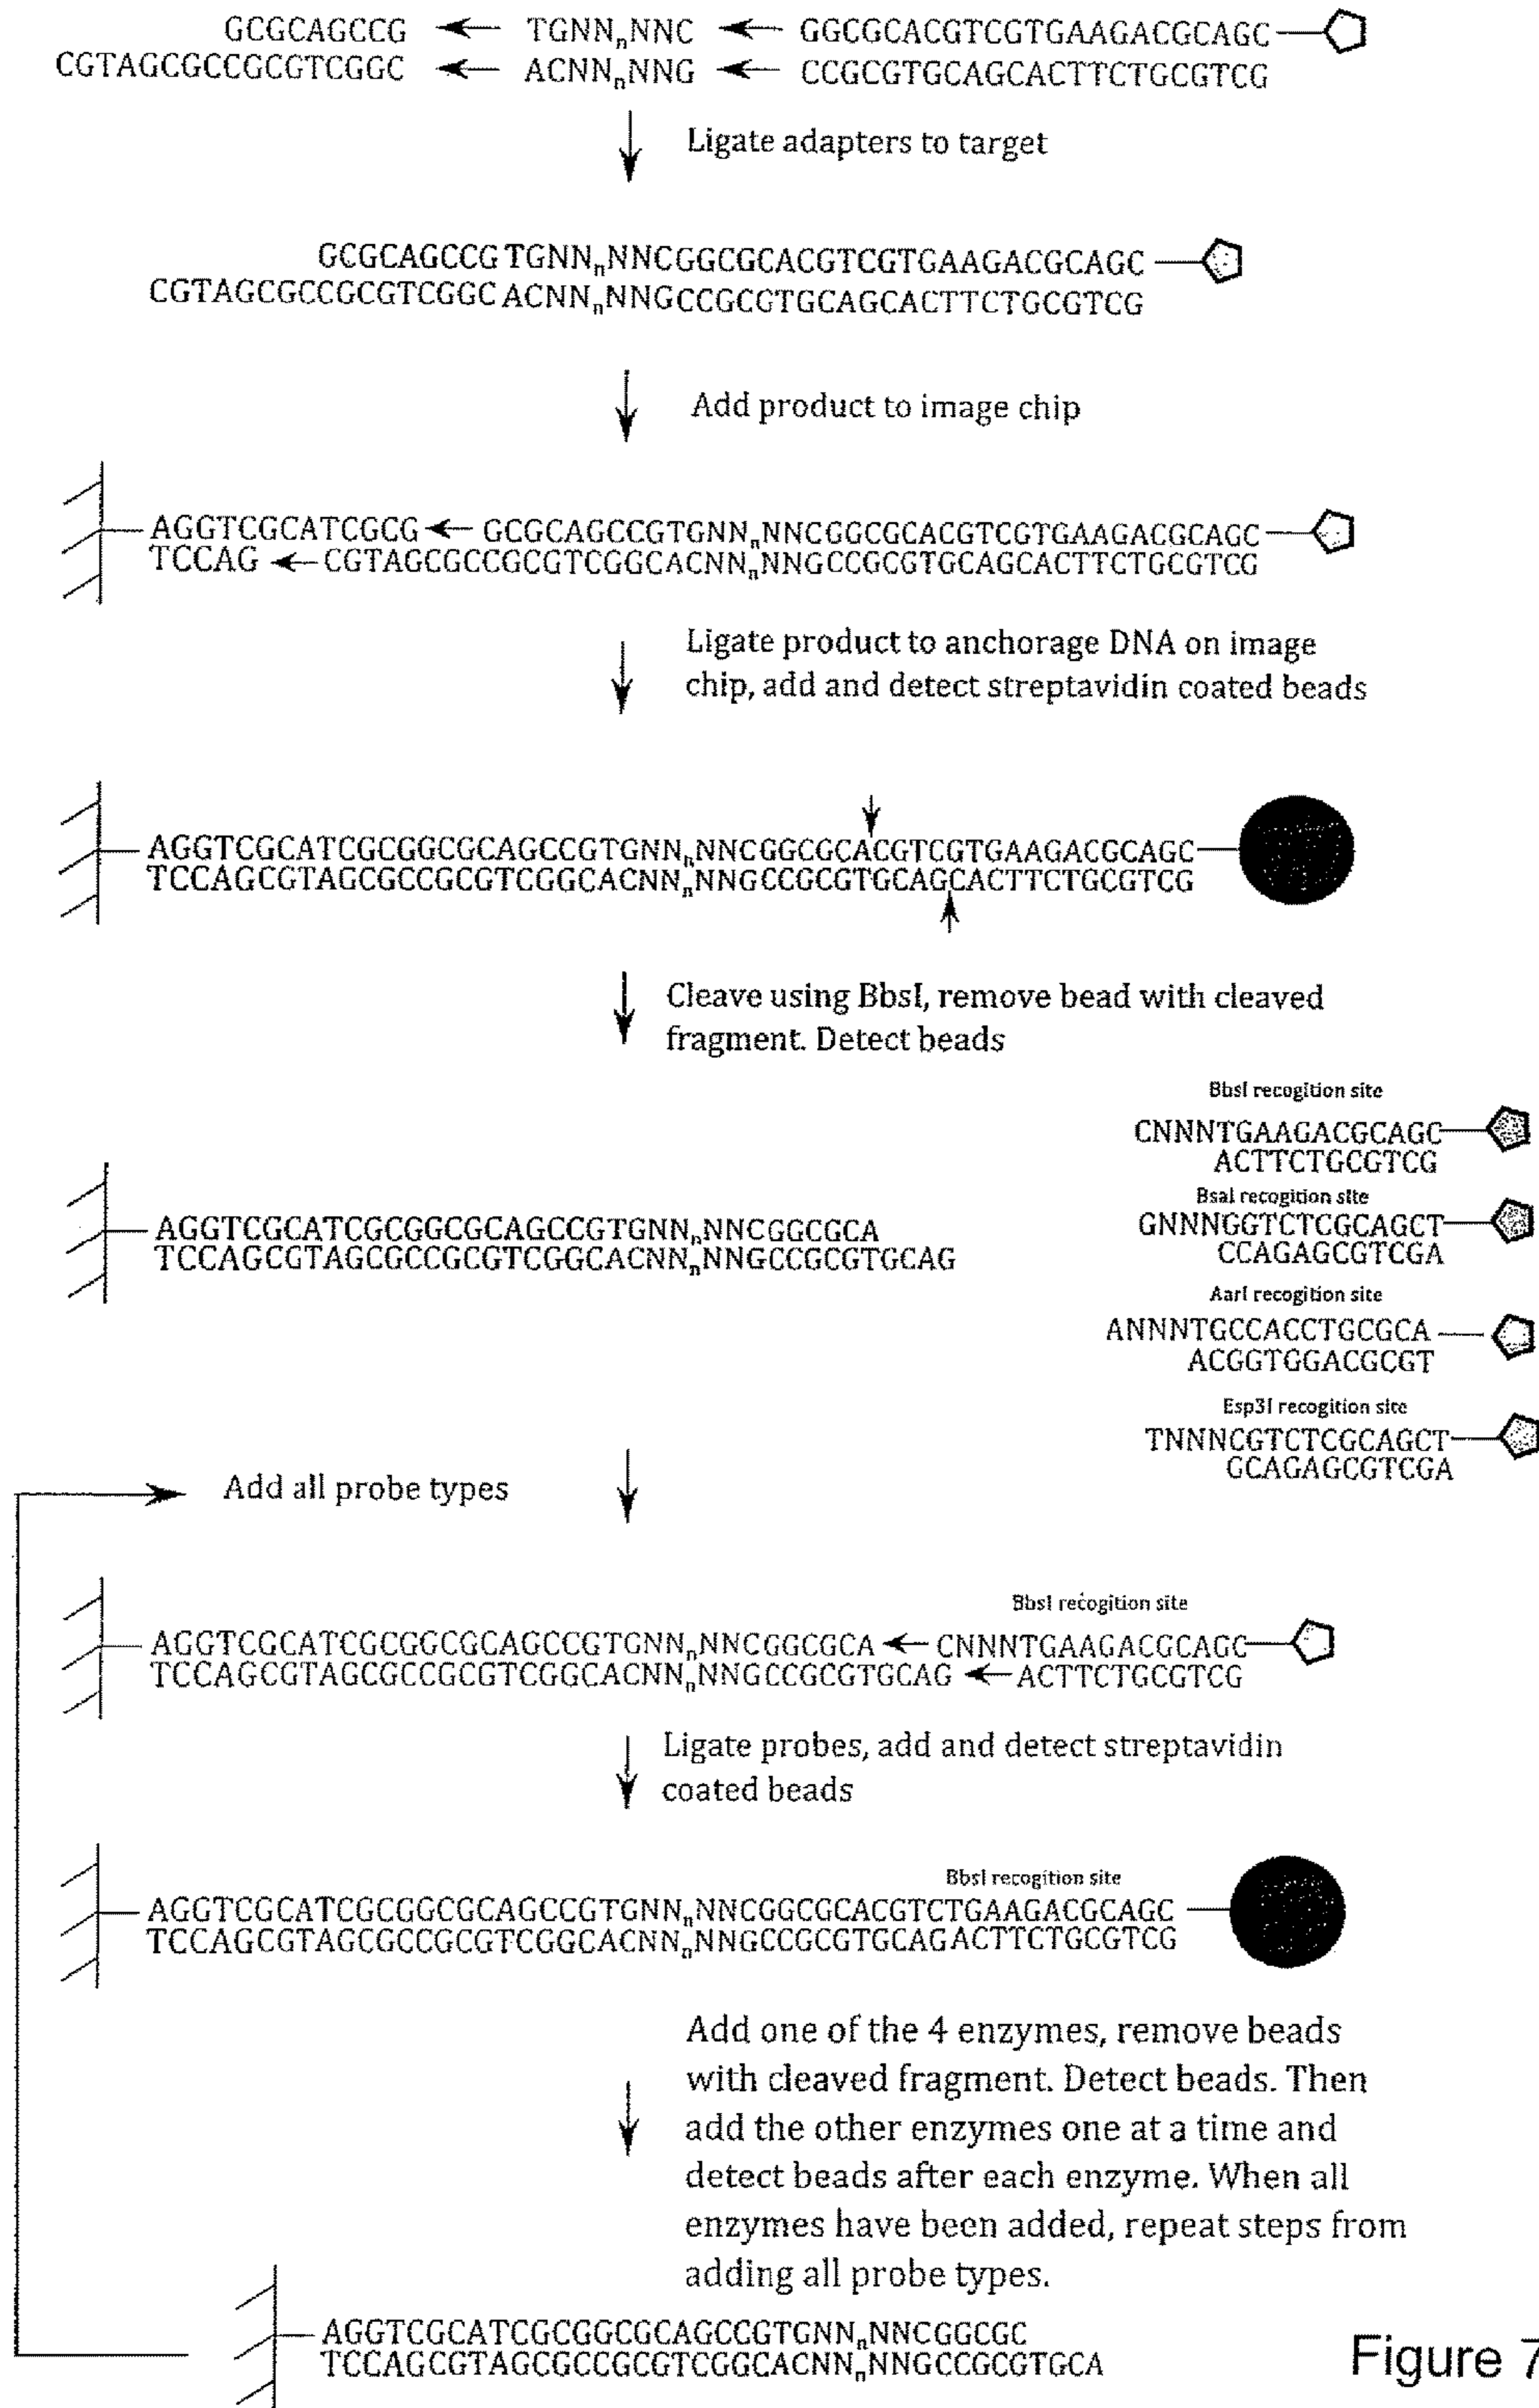 GCGCAGCCG TGNNnNNC GGCGCACGTCGTGAAGACGCAGC
CGTAGCGCCGCGTCGGC ACNNnNNG CCGCGTGCAGCACTTCTGCGTCG
Ligate adapters to target
GCGCAGCCG TGNNnNNCGGCGCACGTCGTGAAGACGCAGC
CGTAGCGCCGCGTCGGC ACNNnNNGCCGCGTGCAGCACTTCTGCGTCG
Add product to image chip
AGGTCGCATCGCG GCGCAGCCGTGNNnNNCGGCGCACGTCGTGAAGACGCAGC
TCCAG CGTAGCGCCGCGTCGGCACNNnNNGCCGCGTGCAGCACTTCTGCGTCG
Ligate product to anchorage DNA on image
chip, add and detect streptavidin coated beads
AGGTCGCATCGCGGCGCAGCCGTGNNnNNCGGCGCACGTCGTGAAGACGCAGC
TCCAGCGTAGCGCCGCGTCGGCACNNnNNGCCGCGTGCAGCACTTCTGCGTCG
Cleave using BbsI, remove bead with cleaved
fragment. Detect beads
BbsI recogition site
CNNNTGAAGACGCAGC
ACTTCTGCGTCG
BsaI recogition site
GNNNGGTCTCGCAGCT
CCAGAGCGTCGA
AarI recogition site
ANNNTGCCACCTGCGCA
ACGGTGGACGCGT
Esp3I recogition site
TNNNCGTCTCGCAGCT
GCAGAGCGTCGA
AGGTCGCATCGCGGCGCAGCCGTGNNnNNCGGCGCA
TCCAGCGTAGCGCCGCGTCGGCACNNnNNGCCGCGTGCAG
Add all probe types
BbsI recogition site
AGGTCGCATCGCGGCGCAGCCGTGNNnNNCGGCGCA CNNNTGAAGACGCAGC
TCCAGCGTAGCGCCGCGTCGGCACNNnNNGCCGCGTGCAG ACTTCTGCGTCG
Ligate probes, add and detect streptavidin
coated beads
BbsI recogition site
AGGTCGCATCGCGGCGCAGCCGTGNNnNNCGGCGCACGTCTGAAGACGCAGC
TCCAGCGTAGCGCCGCGTCGGCACNNnNNGCCGCGTGCAGACTTCTGCGTCG
Add one of the 4 enzymes, remove beads
with cleaved fragment. Detect beads. Then
add the other enzymes one at a time and
detect beads after each enzyme. When all
enzymes have been added, repeat steps from
adding all probe types.
AGGTCGCATCGCGGCGCAGCCGTGNNnNNCGGCGC
TCCAGCGTAGCGCCGCGTCGGCACNNnNNGCCGCGTGCA
Figure 7